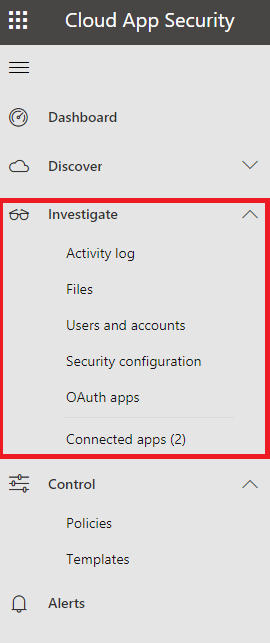 Cloud App Security
Dashboard
Discover
Investigate
Activity log
Files
Users and accounts
Security configuration
OAuth apps
Connected apps (2)
Control
Policies
Templates
Alerts